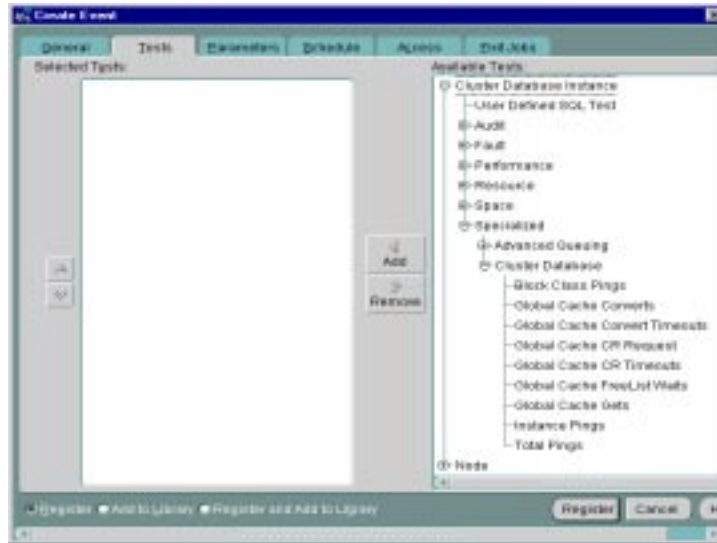 Create Event
General Tests Parameters Schedule Access End Jobs
Selected Tests:
Available Tests:
Cluster Database Instance
User Defined SQL Test
Audit
Fault
Performance
Resource
Space
Specialized
Advanced Queuing
Cluster Database
Block Class Pings
Global Cache Converts
Global Cache Convert Timeouts
Global Cache CR Request
Global Cache CR Timeouts
Global Cache FreeList Waits
Global Cache Gets
Instance Pings
Total Pings
Node
Add
Remove
Register Add to Library Register and Add to Library
Register Cancel H